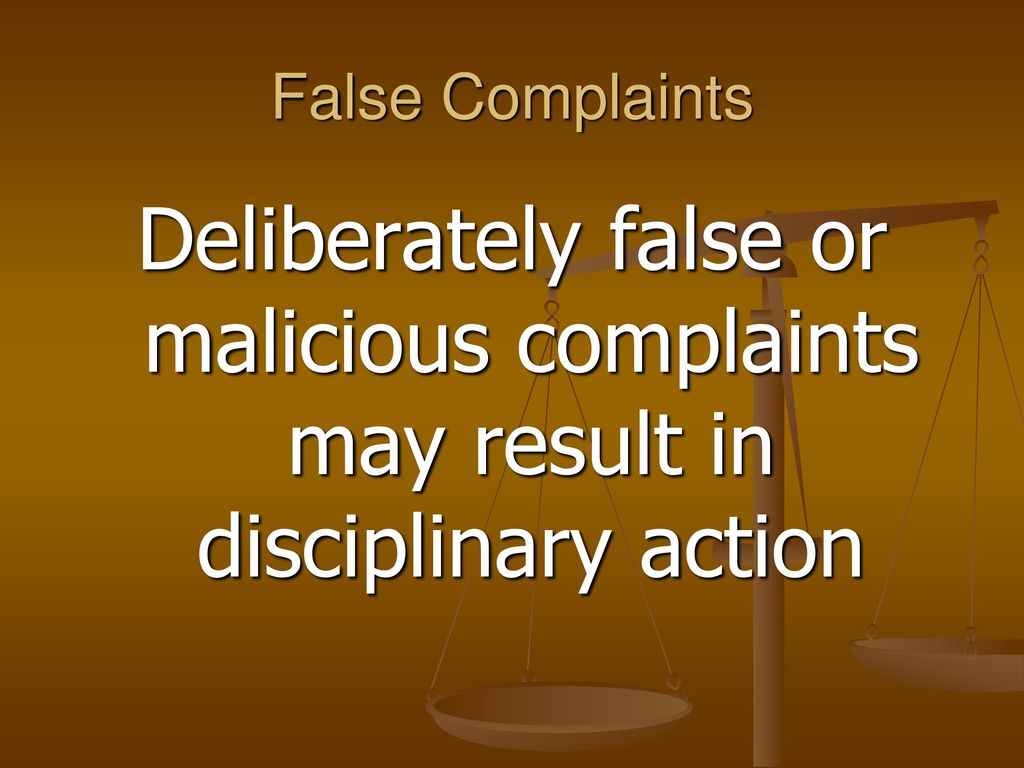 False Complaints
Deliberately false or
malicious complaints
may result in
disciplinary action